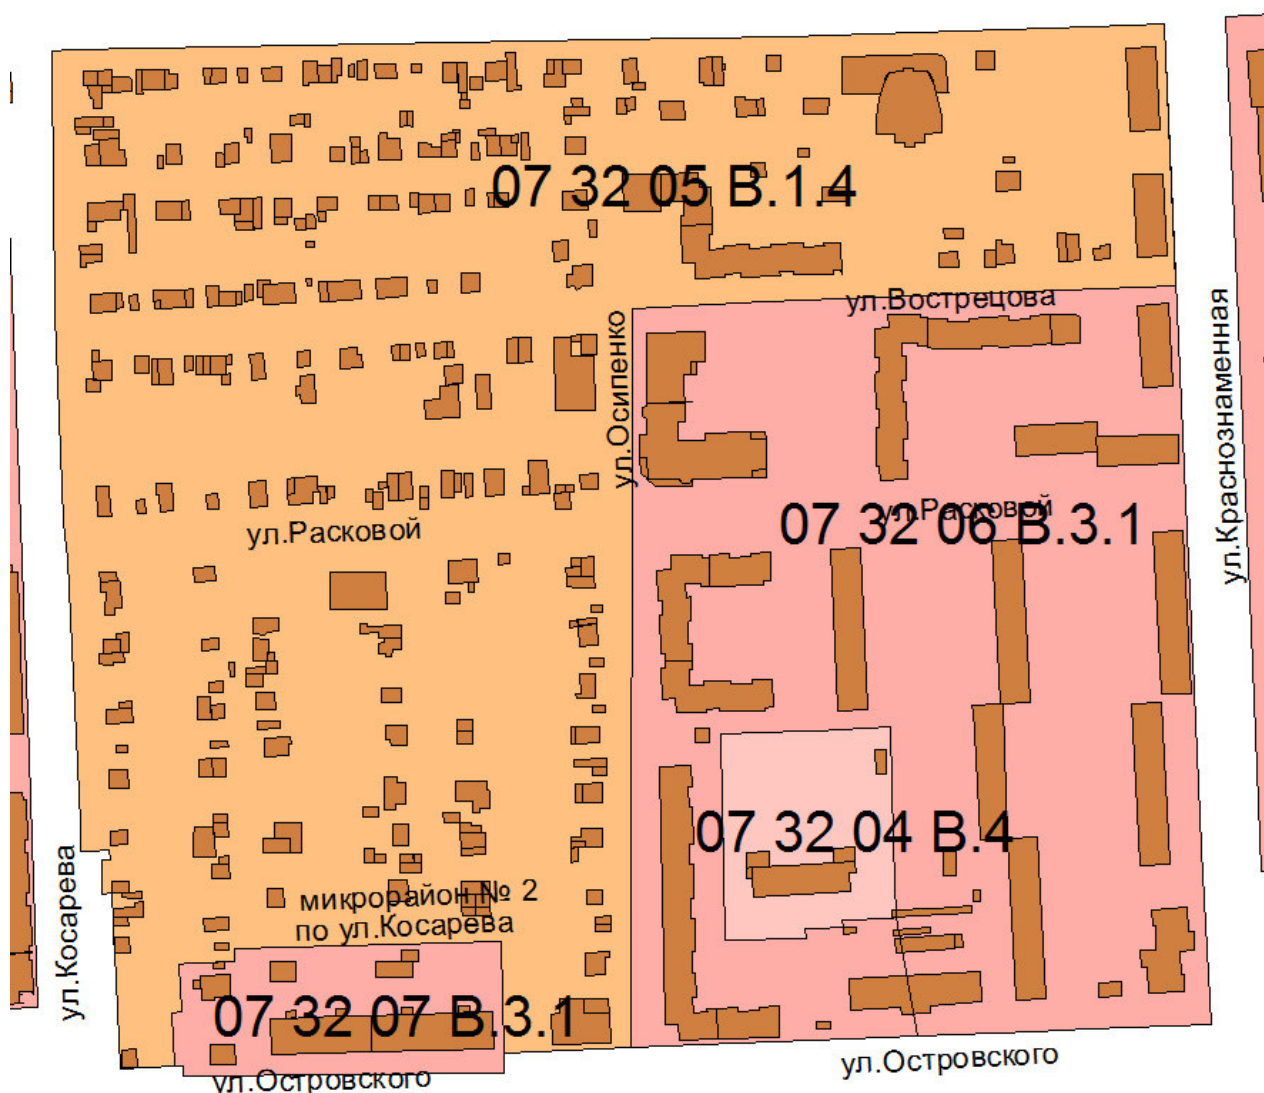 07 32 05 В.1.4
ул.Вострецова
ул.Осипенко
ул.Краснознаменная
ул.Расковой
ул.Расковой
07 32 06 В.3.1
07 32 04 В.4
ул.Косарева
микрорайон № 2
по ул.Косарева
07 32 07 В.3.1
ул.Островского
ул.Островского